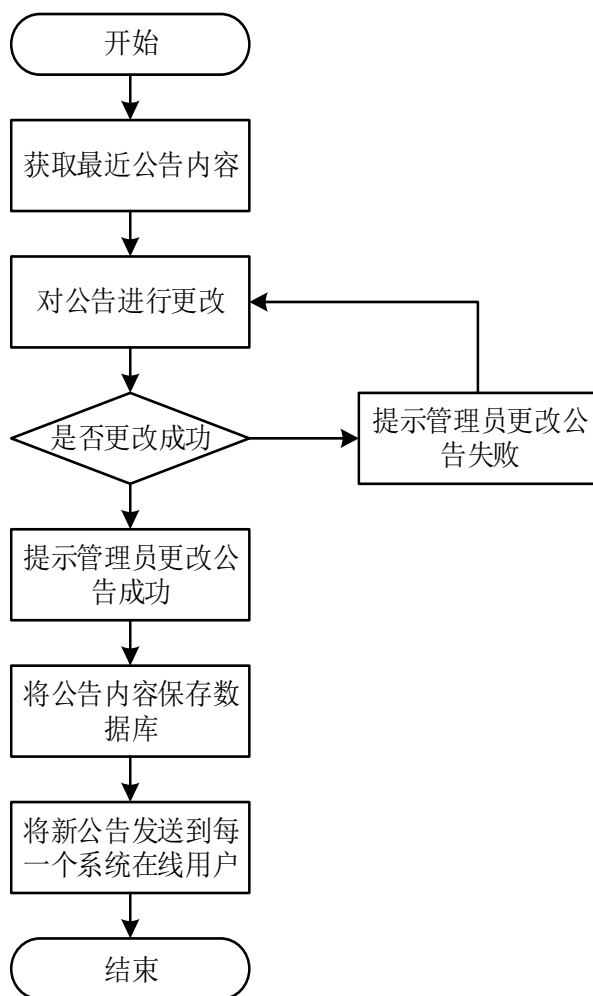 开始
获取最近公告内容
对公告进行更改
是否更改成功
提示管理员更改公
告失败
提示管理员更改公
告成功
将公告内容保存数
据库
将新公告发送到每
一个系统在线用户
结束